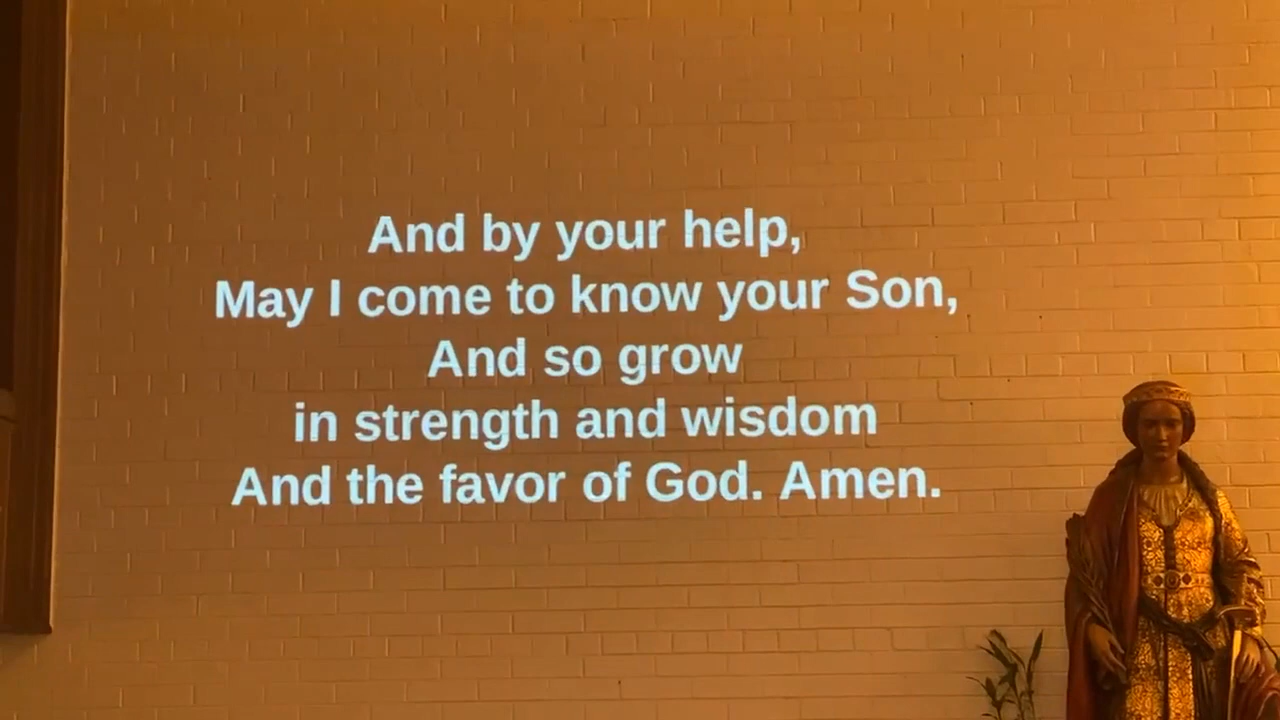 And by your help,
May I come to know your Son,
And so grow
in strength and wisdom
And the favor of God. Amen.